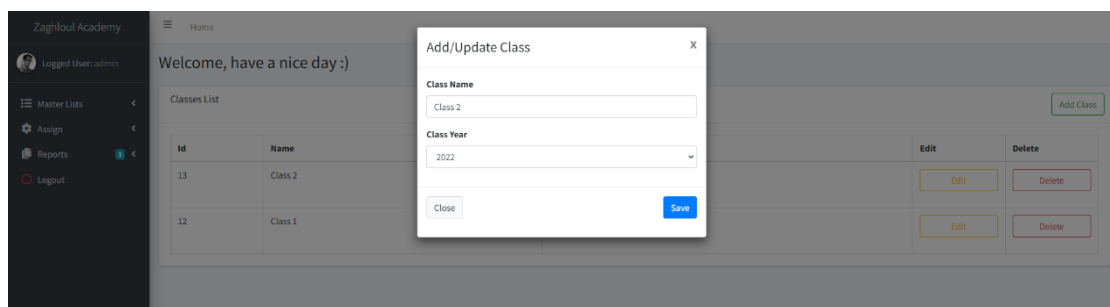 Zaghloul Academy
Home
Logged User: admin
Welcome, have a nice day :)
Master Lists
Assign
Reports
1
Logout
Classes List
Add Class
Id Name Edit Delete
13 Class 2 Edit Delete
12 Class 1 Edit Delete
Add/Update Class
X
Class Name
Class 2
Class Year
2022
Close
Save